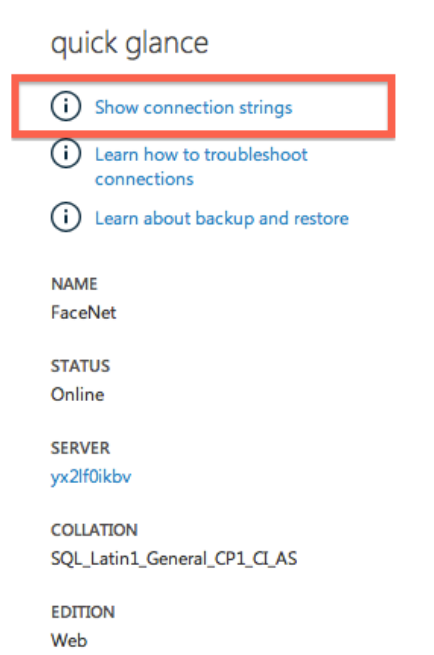 quick glance
Show connection strings
Learn how to troubleshoot
connections
Learn about backup and restore
NAME
FaceNet
STATUS
Online
SERVER
yx2lf0ikbv
COLLATION
SQL_Latin1_General_CP1_CI_AS
EDITION
Web